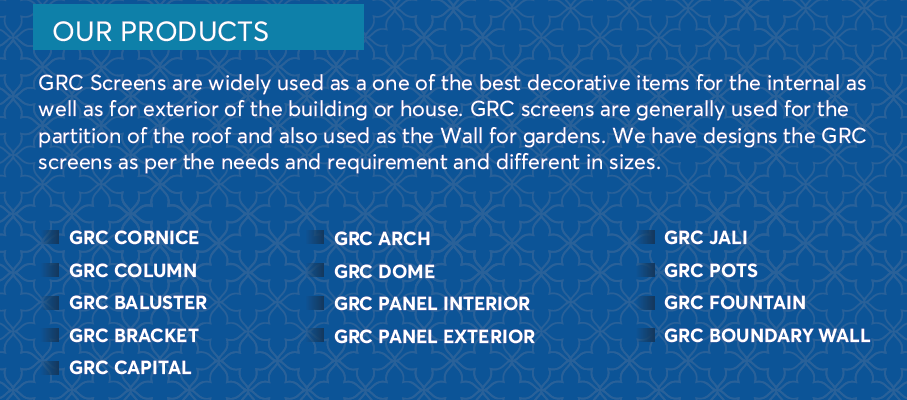 OUR PRODUCTS
GRC Screens are widely used as a one of the best decorative items for the internal as
well as for exterior of the building or house. GRC screens are generally used for the
partition of the roof and also used as the Wall for gardens. We have designs the GRC
screens as per the needs and requirement and different in sizes.
GRC CORNICE
GRC COLUMN
GRC BALUSTER
GRC BRACKET
GRC CAPITAL
GRC ARCH
GRC DOME
GRC PANEL INTERIOR
GRC PANEL EXTERIOR
GRC JALI
GRC POTS
GRC FOUNTAIN
GRC BOUNDARY WALL